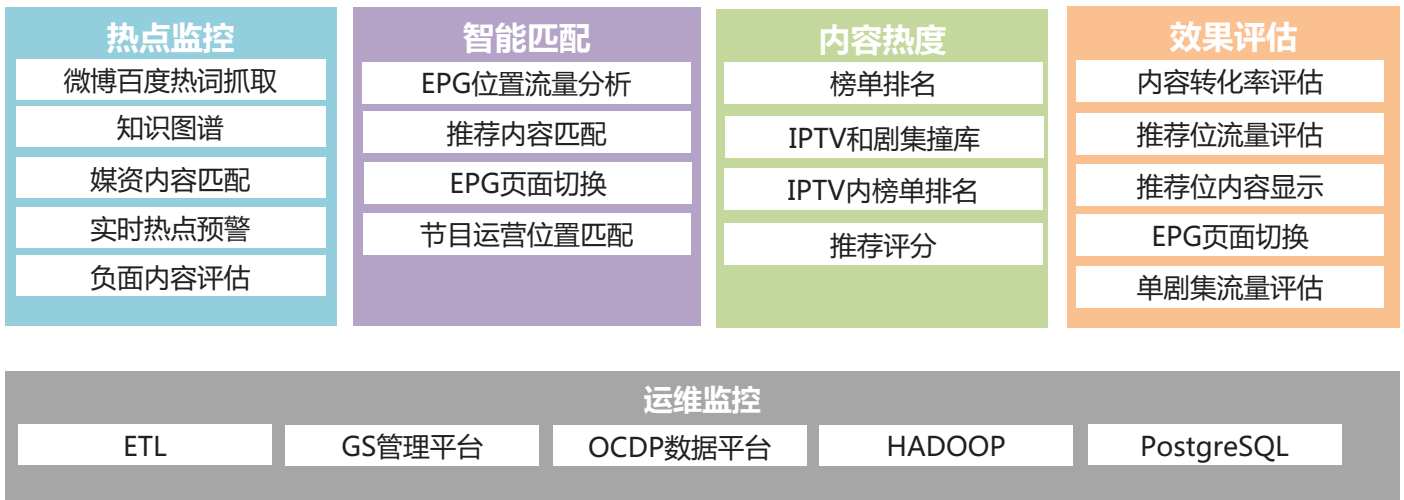 热点监控
微博百度热词抓取
知识图谱
媒资内容匹配
实时热点预警
负面内容评估
智能匹配
EPG位置流量分析
推荐内容匹配
EPG页面切换
节目运营位置匹配
内容热度
榜单排名
IPTV和剧集撞库
IPTV内榜单排名
推荐评分
效果评估
内容转化率评估
推荐位流量评估
推荐位内容显示
EPG页面切换
单剧集流量评估
运维监控
ETL
GS管理平台
OCDP数据平台
HADOOP
PostgreSQL